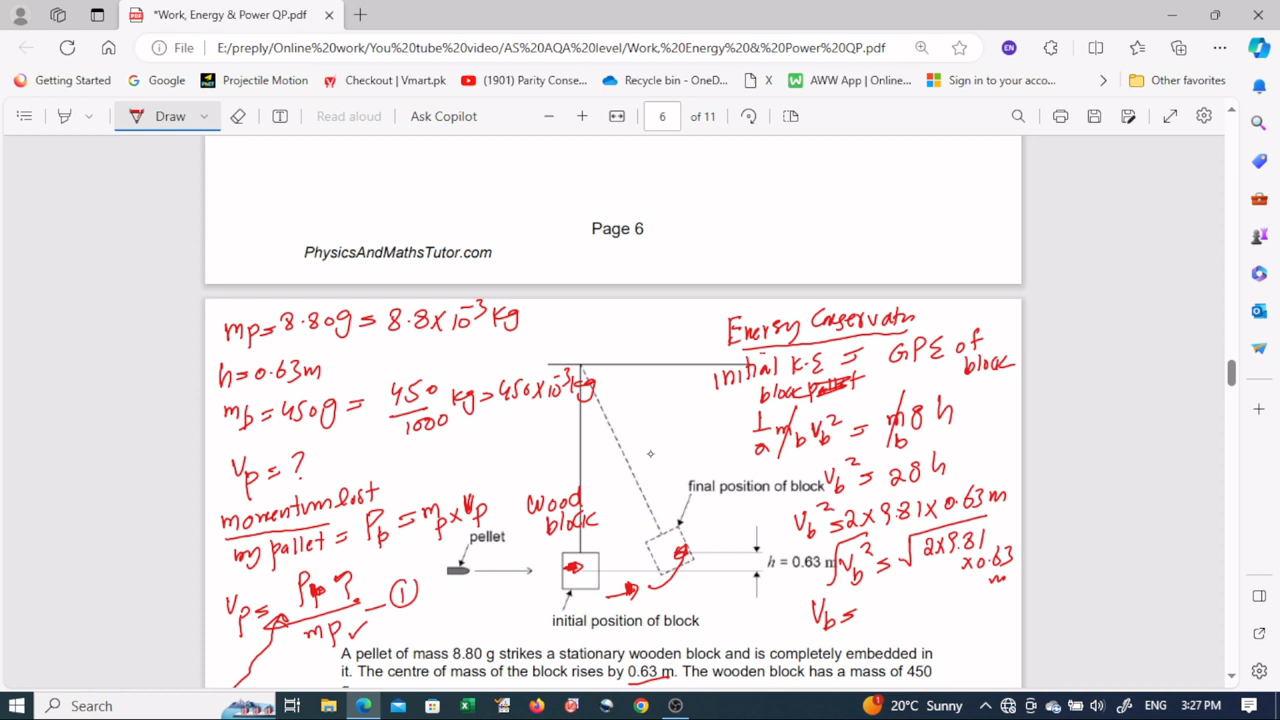 *Work, Energy & Power QP.pdf
File
E:/preply/Online%20work/You%20tube%20video/AS%20AQA%20level/Work,%20Energy%20&%20Power%20QP.pdf
EN
Getting Started
Google
Projectile Motion
Checkout | Vmart.pk
(1901) Parity Conse...
Recycle bin - OneD...
X
AWW App | Online...
Sign in to your acco...
Other favorites
Draw
Read aloud
Ask Copilot
6 of 11
Page 6
PhysicsAndMathsTutor.com
mp=8.80g = 8.8×10⁻³ kg
h=0.63m
mb=450g = 450/1000 kg=450×10⁻³kg
Vp = ?
momentum lost
my pallet = Pb = mp×Vp
Vp= Pp?/mp✓ — ①
Energy Conservatn
initial K.E = GPE of
block pallet block
½ m b Vb² = m b g h
Vb² = 2gh
Vb² = 2×9.81×0.63m
√Vb² = √2×9.81
×0.63
m
Vb =
wood
block
pellet
final position of block
h = 0.63 m
initial position of block
A pellet of mass 8.80 g strikes a stationary wooden block and is completely embedded in
it. The centre of mass of the block rises by 0.63 m. The wooden block has a mass of 450
Search
1
20°C Sunny
ENG
3:27 PM